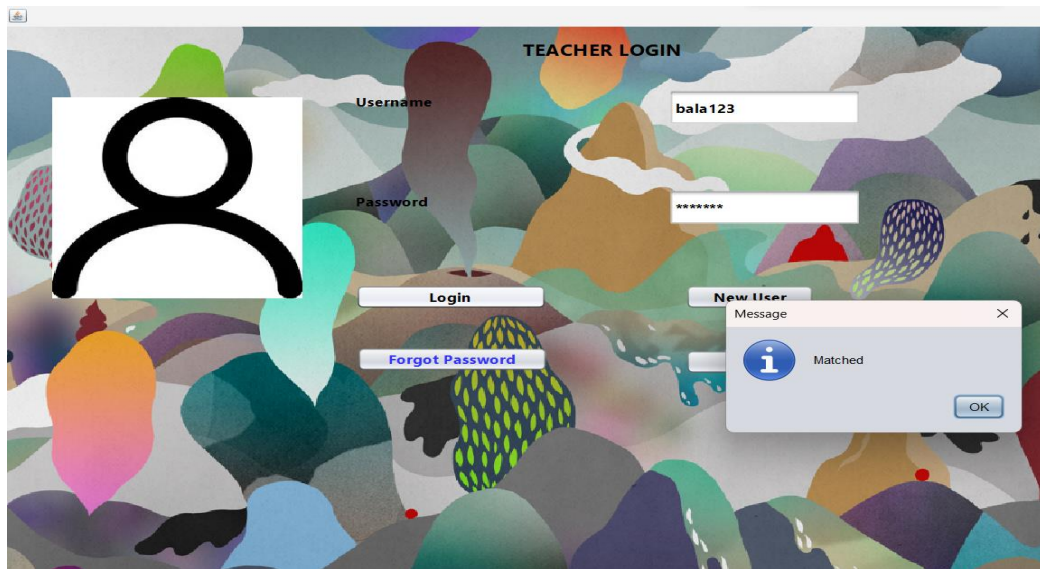 TEACHER LOGIN
Username
bala123
Password
*******
Login
New User
Forgot Password
Message
Matched
OK